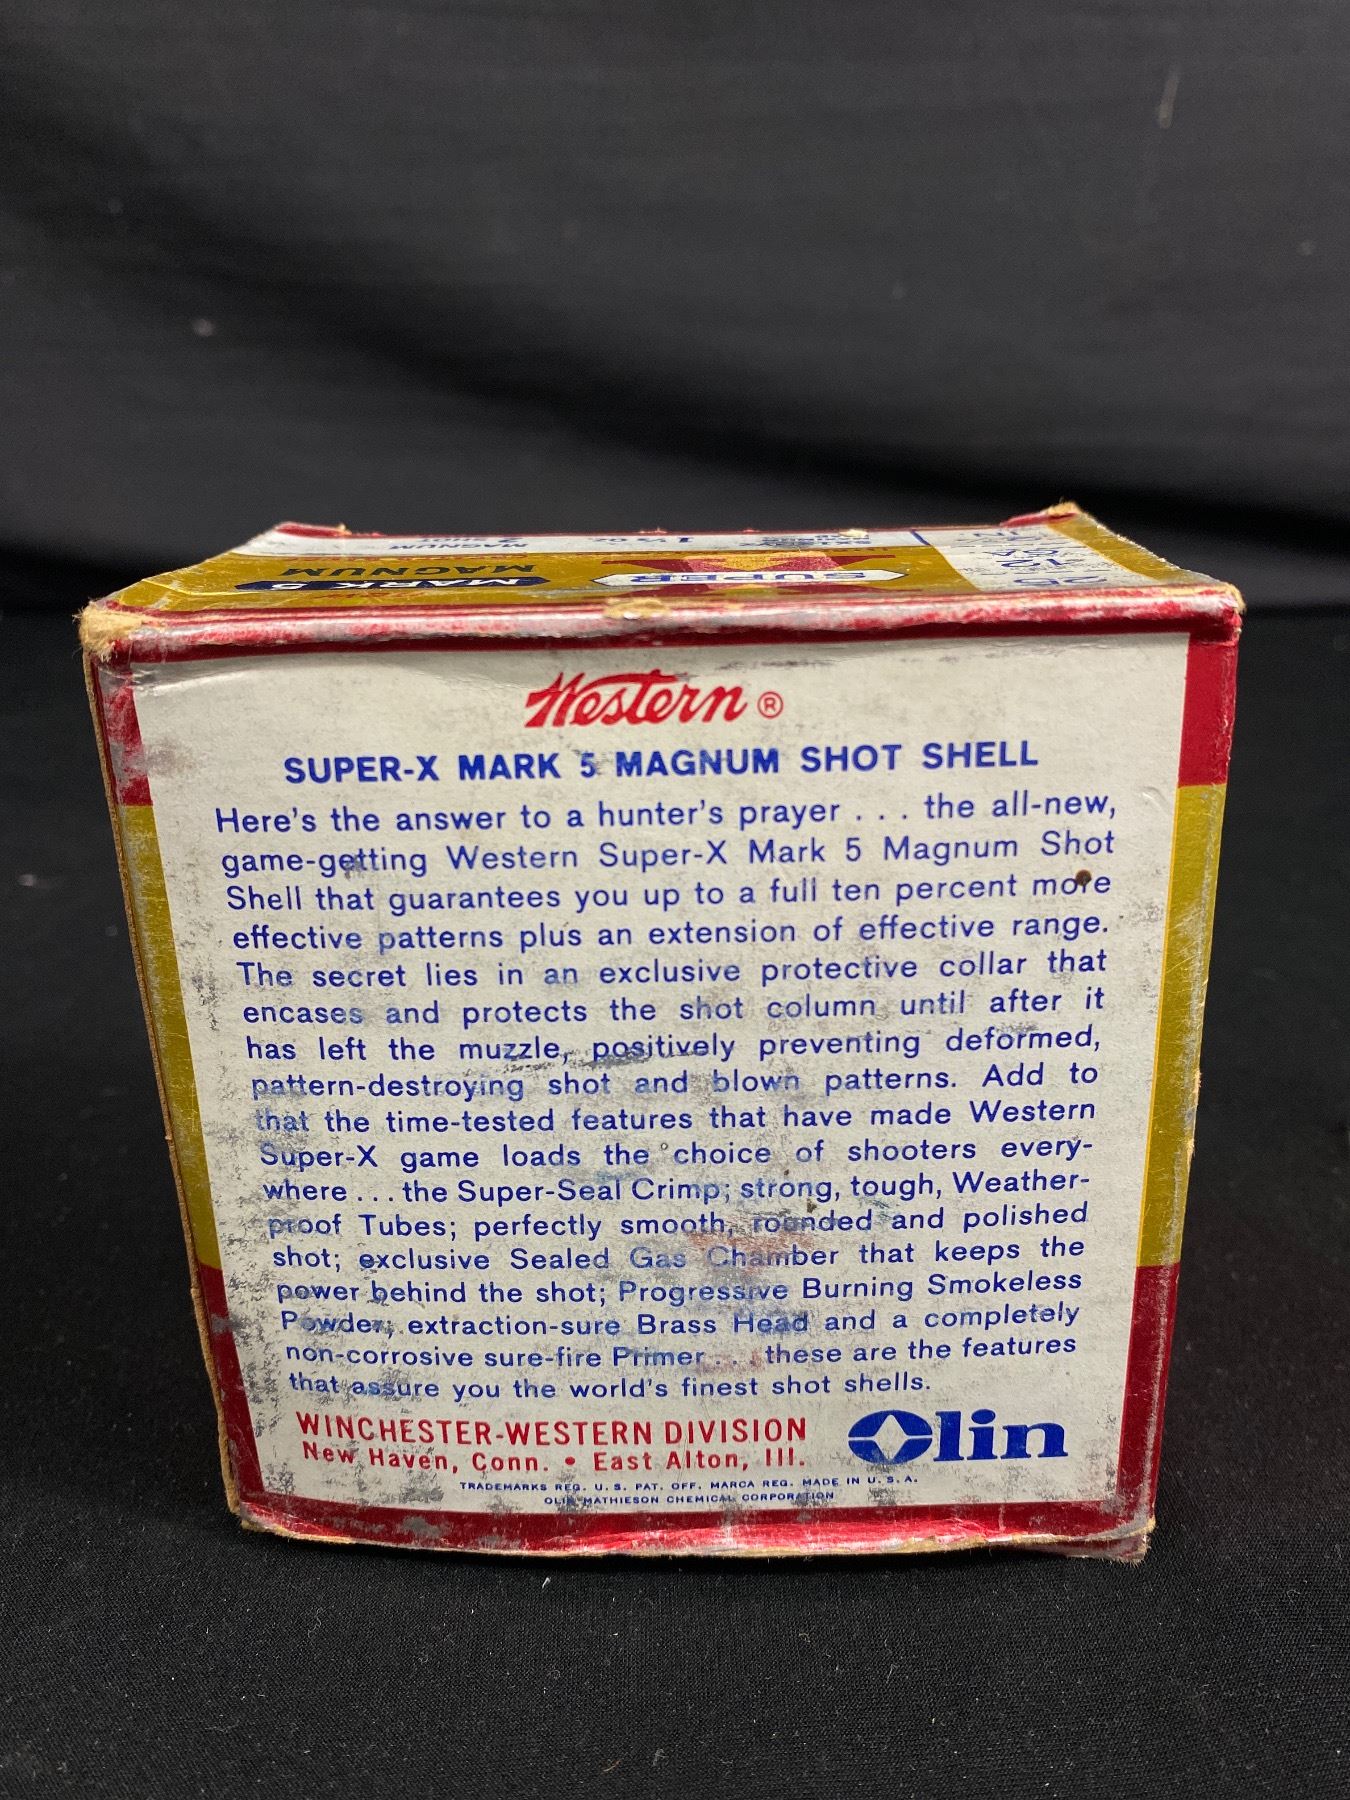 25
12
GA.
SUPER
MARK 5
MAGNUM
MAGNUM
Western ®
SUPER-X MARK 5 MAGNUM SHOT SHELL
Here's the answer to a hunter's prayer . . . the all-new,
game-getting Western Super-X Mark 5 Magnum Shot
Shell that guarantees you up to a full ten percent more
effective patterns plus an extension of effective range.
The secret lies in an exclusive protective collar that
encases and protects the shot column until after it
has left the muzzle, positively preventing deformed,
pattern-destroying shot and blown patterns. Add to
that the time-tested features that have made Western
Super-X game loads the choice of shooters every-
where . . . the Super-Seal Crimp; strong, tough, Weather-
proof Tubes; perfectly smooth, rounded and polished
shot; exclusive Sealed Gas Chamber that keeps the
power behind the shot; Progressive Burning Smokeless
Powder; extraction-sure Brass Head and a completely
non-corrosive sure-fire Primer . . . these are the features
that assure you the world's finest shot shells.
WINCHESTER-WESTERN DIVISION
New Haven, Conn. • East Alton, Ill.
Olin
TRADEMARKS REG. U. S. PAT. OFF. MARCA REG. MADE IN U. S. A.
OLIN MATHIESON CHEMICAL CORPORATION